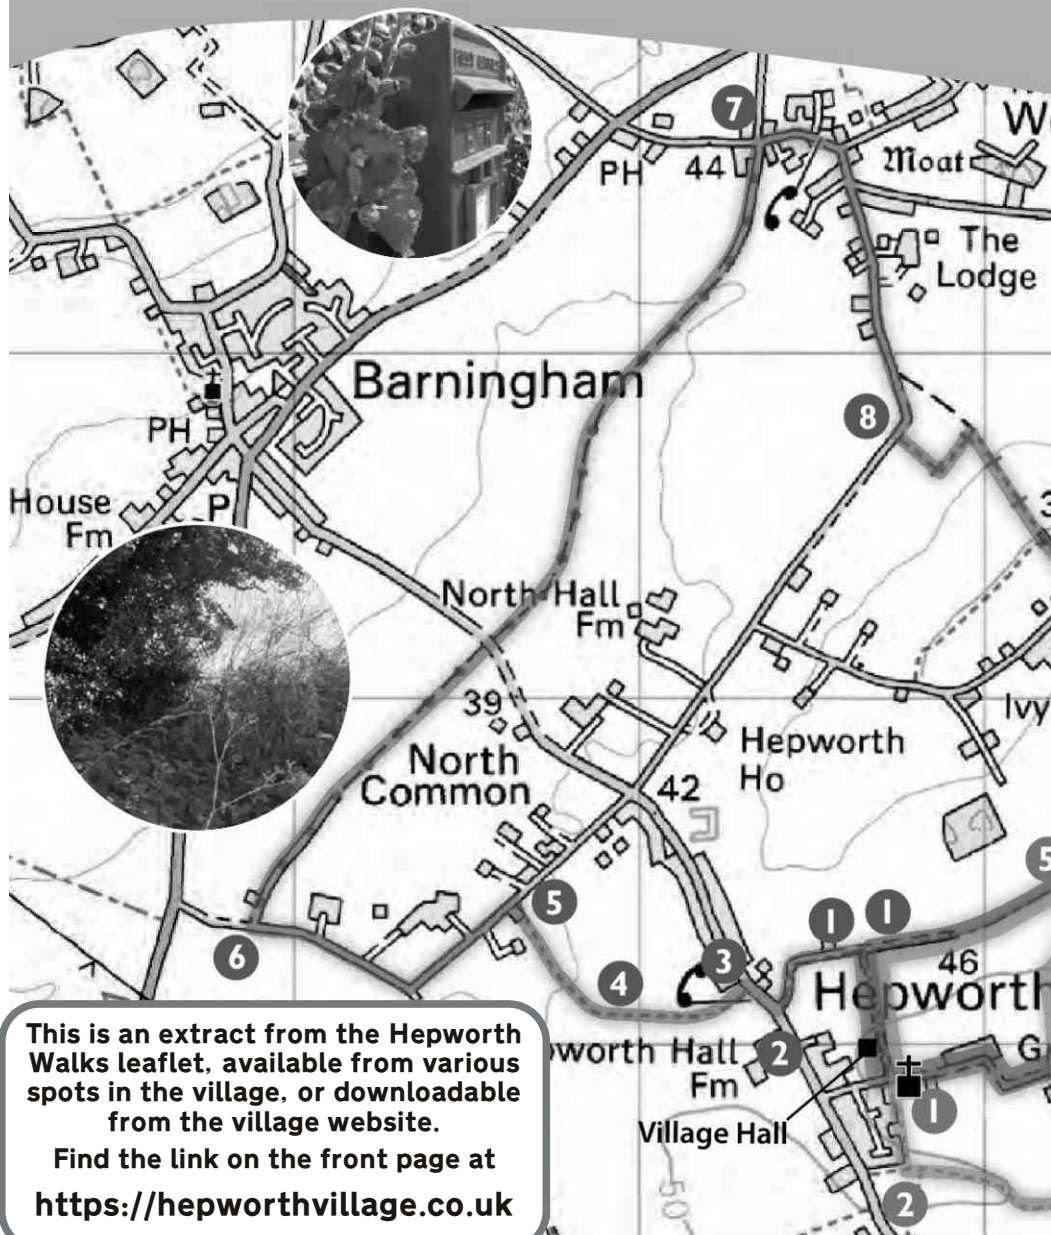 7
PH
44
Moat
The
Lodge
Barningham
8
PH
House
Fm
P
North Hall
Fm
39
North
Common
Hepworth
Ho
42
Ivy
5
5
1
1
6
4
3
46
Hepworth
2
Fm
Village Hall
1
50
2
This is an extract from the Hepworth
Walks leaflet, available from various
spots in the village, or downloadable
from the village website.
Find the link on the front page at
https://hepworthvillage.co.uk